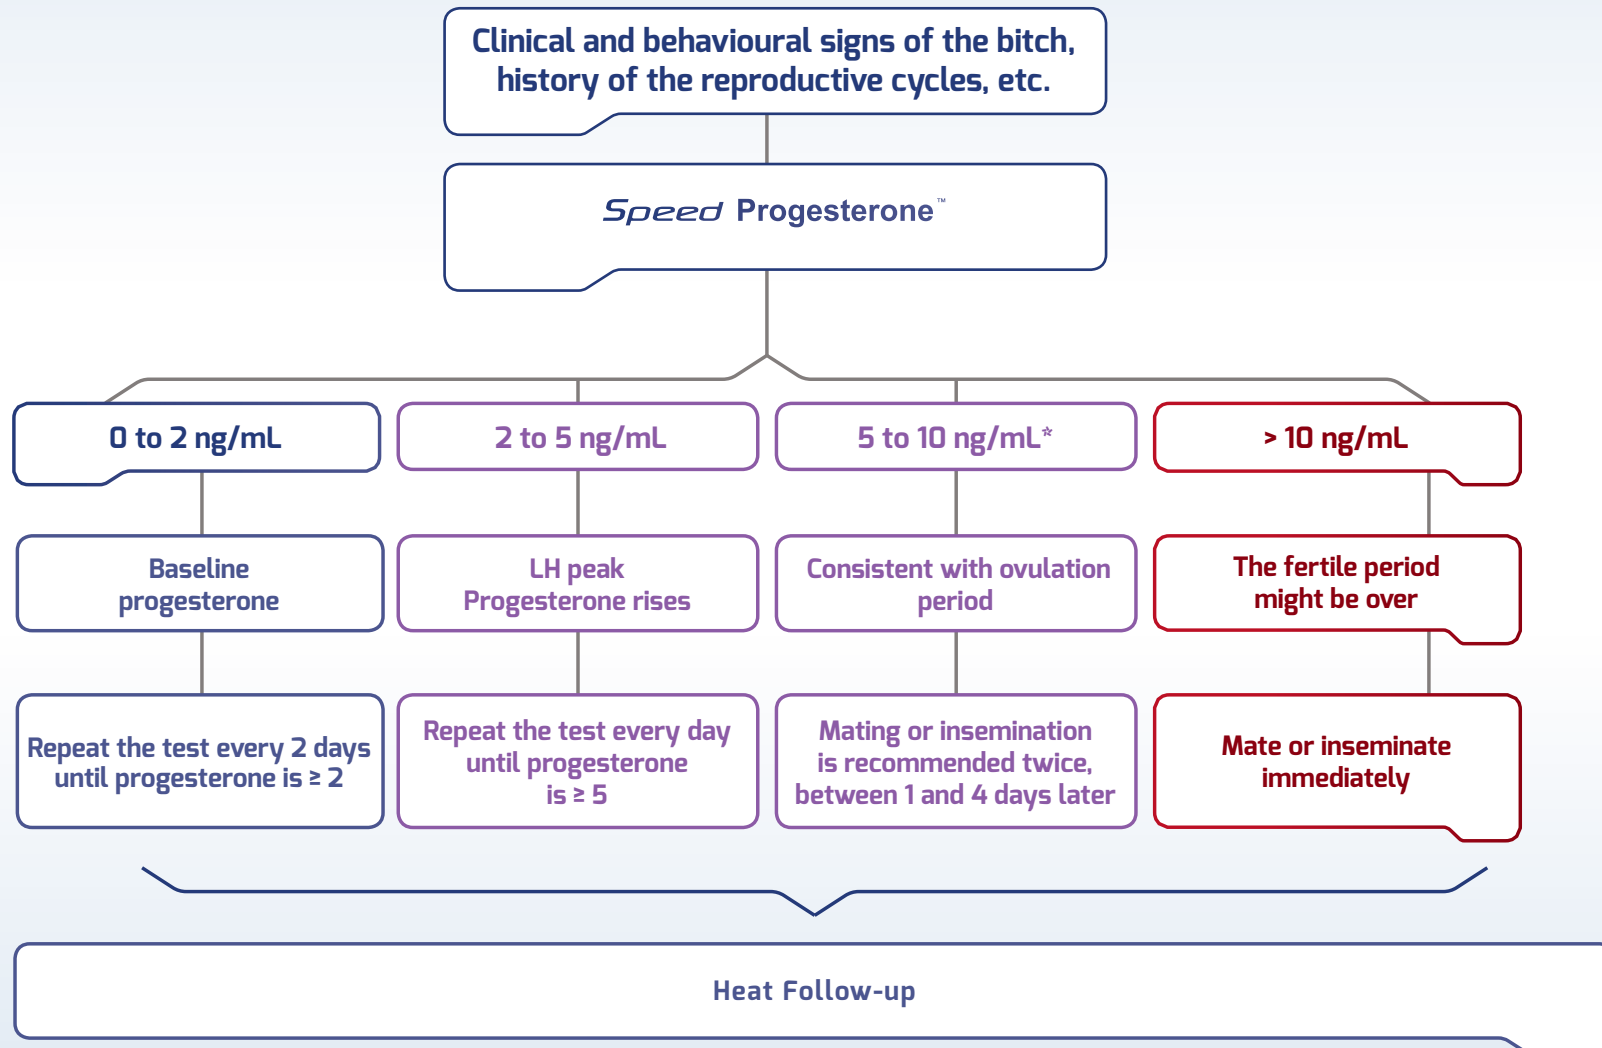 Clinical and behavioural signs of the bitch,
history of the reproductive cycles, etc.
Speed Progesterone™
0 to 2 ng/mL
2 to 5 ng/mL
5 to 10 ng/mL*
> 10 ng/mL
Baseline
progesterone
LH peak
Progesterone rises
Consistent with ovulation
period
The fertile period
might be over
Repeat the test every 2 days
until progesterone is ≥ 2
Repeat the test every day
until progesterone
is ≥ 5
Mating or insemination
is recommended twice,
between 1 and 4 days later
Mate or inseminate
immediately
Heat Follow-up